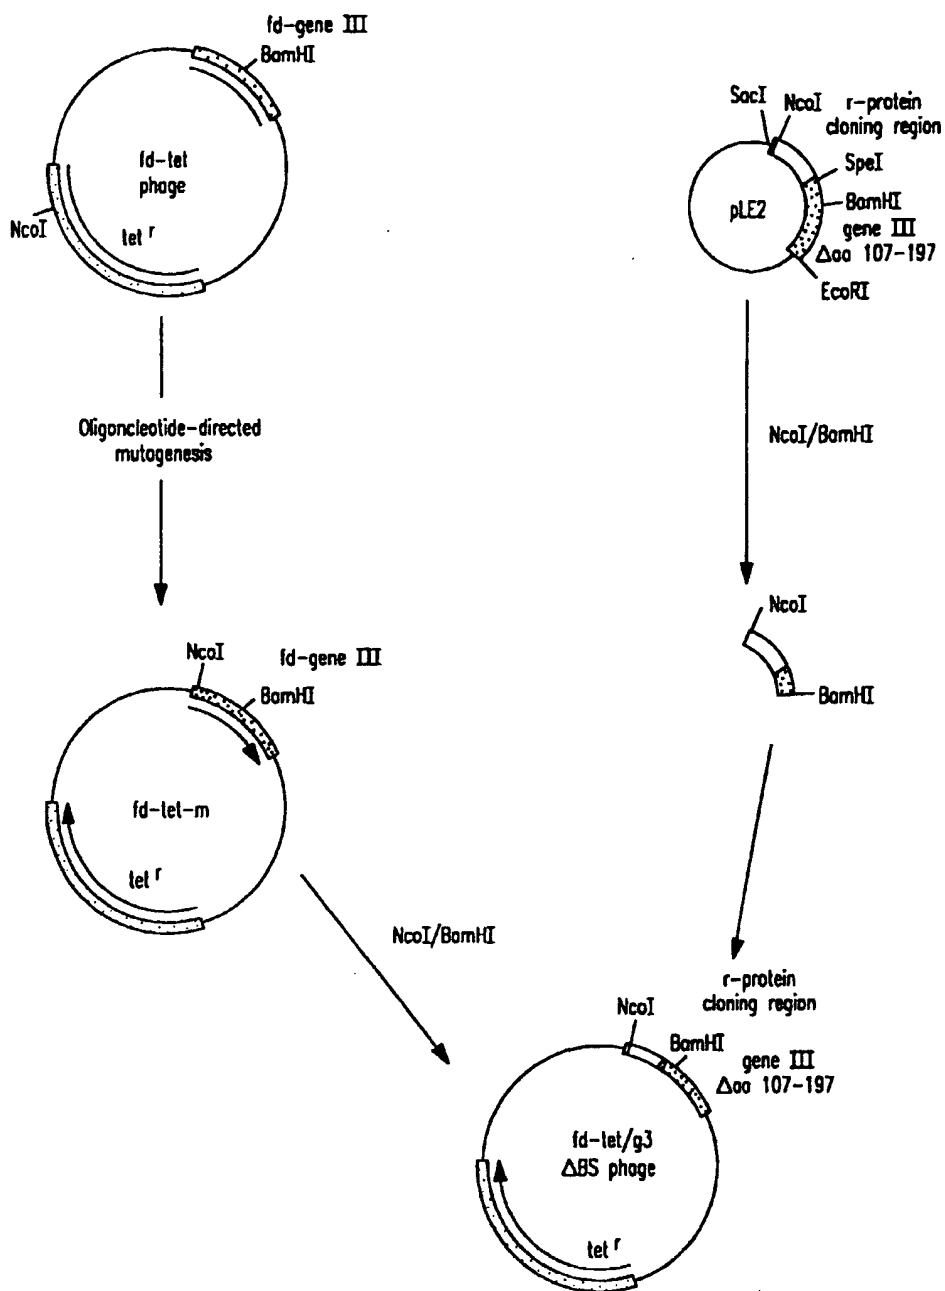 fd-gene III
BamHI
fd-tet
phage
NcoI
tet r
SacI
NcoI
r-protein
cloning region
SpeI
BamHI
pLE2
gene III
Δaa 107-197
EcoRI
Oligoncleotide-directed
mutagenesis
NcoI/BamHI
NcoI
BamHI
NcoI
fd-gene III
BamHI
fd-tet-m
tet r
NcoI/BamHI
r-protein
cloning region
NcoI
BamHI
gene III
Δaa 107-197
fd-tet/g3
ΔBS phage
tet r